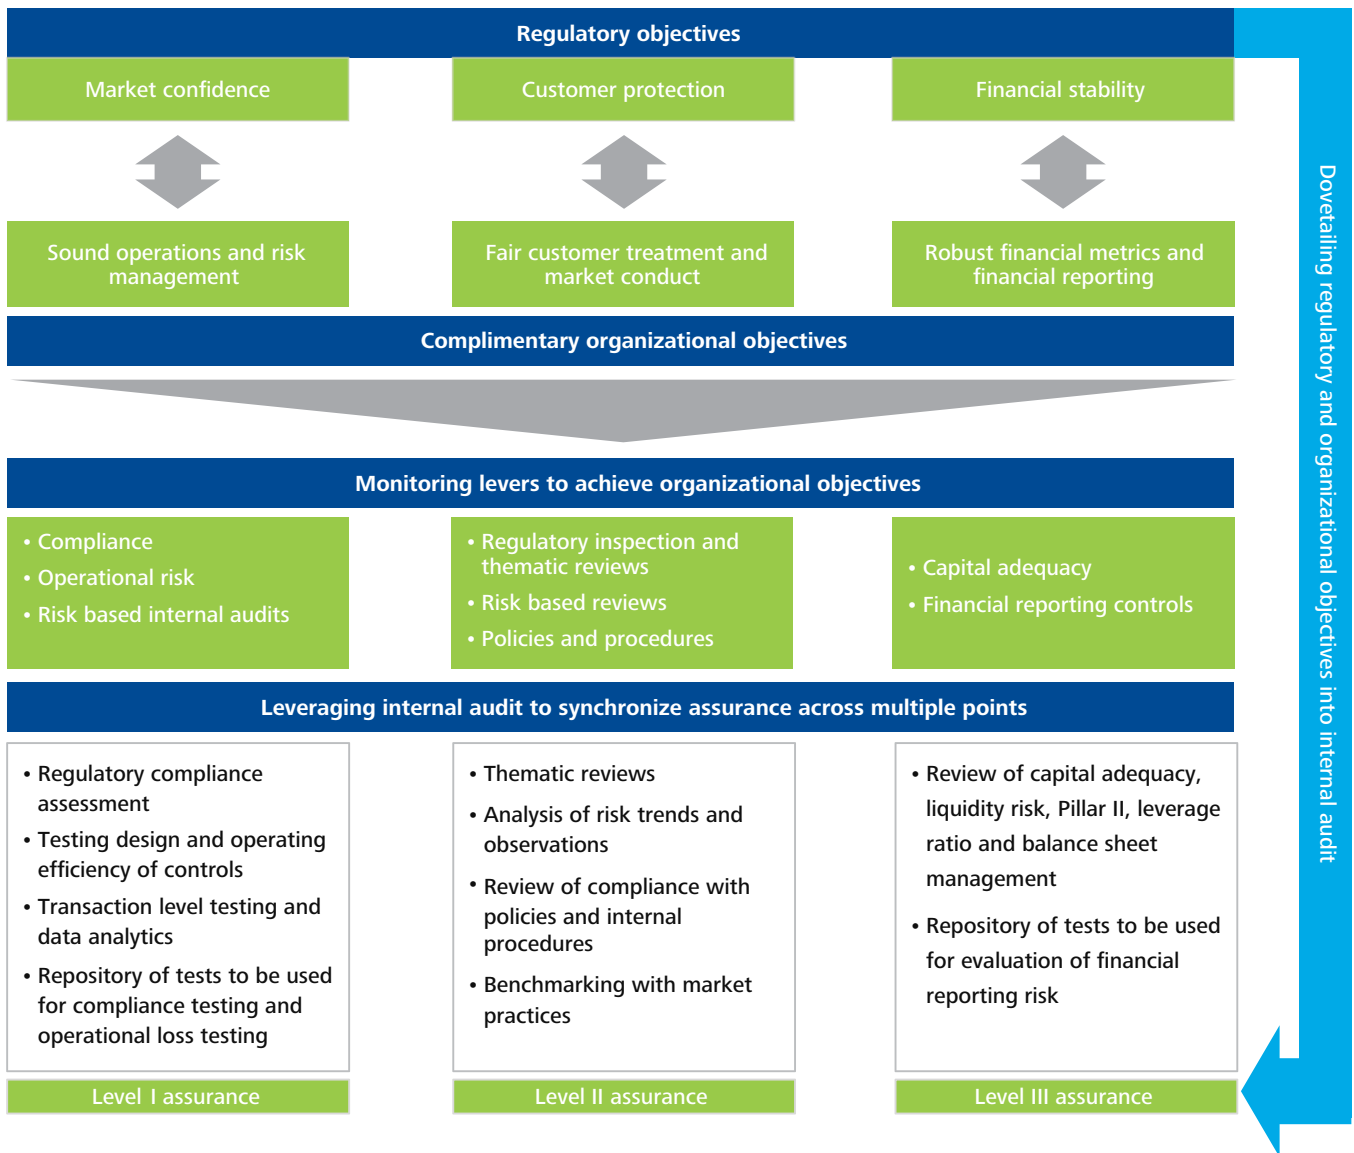 Regulatory objectives
Market confidence
Customer protection
Financial stability
Sound operations and risk
management
Fair customer treatment and
market conduct
Robust financial metrics and
financial reporting
Complimentary organizational objectives
Monitoring levers to achieve organizational objectives
• Compliance
• Operational risk
• Risk based internal audits
• Regulatory inspection and
thematic reviews
• Risk based reviews
• Policies and procedures
• Capital adequacy
• Financial reporting controls
Leveraging internal audit to synchronize assurance across multiple points
• Regulatory compliance
assessment
• Testing design and operating
efficiency of controls
• Transaction level testing and
data analytics
• Repository of tests to be used
for compliance testing and
operational loss testing
• Thematic reviews
• Analysis of risk trends and
observations
• Review of compliance with
policies and internal
procedures
• Benchmarking with market
practices
• Review of capital adequacy,
liquidity risk, Pillar II, leverage
ratio and balance sheet
management
• Repository of tests to be used
for evaluation of financial
reporting risk
Level I assurance
Level II assurance
Level III assurance
Dovetailing regulatory and organizational objectives into internal audit